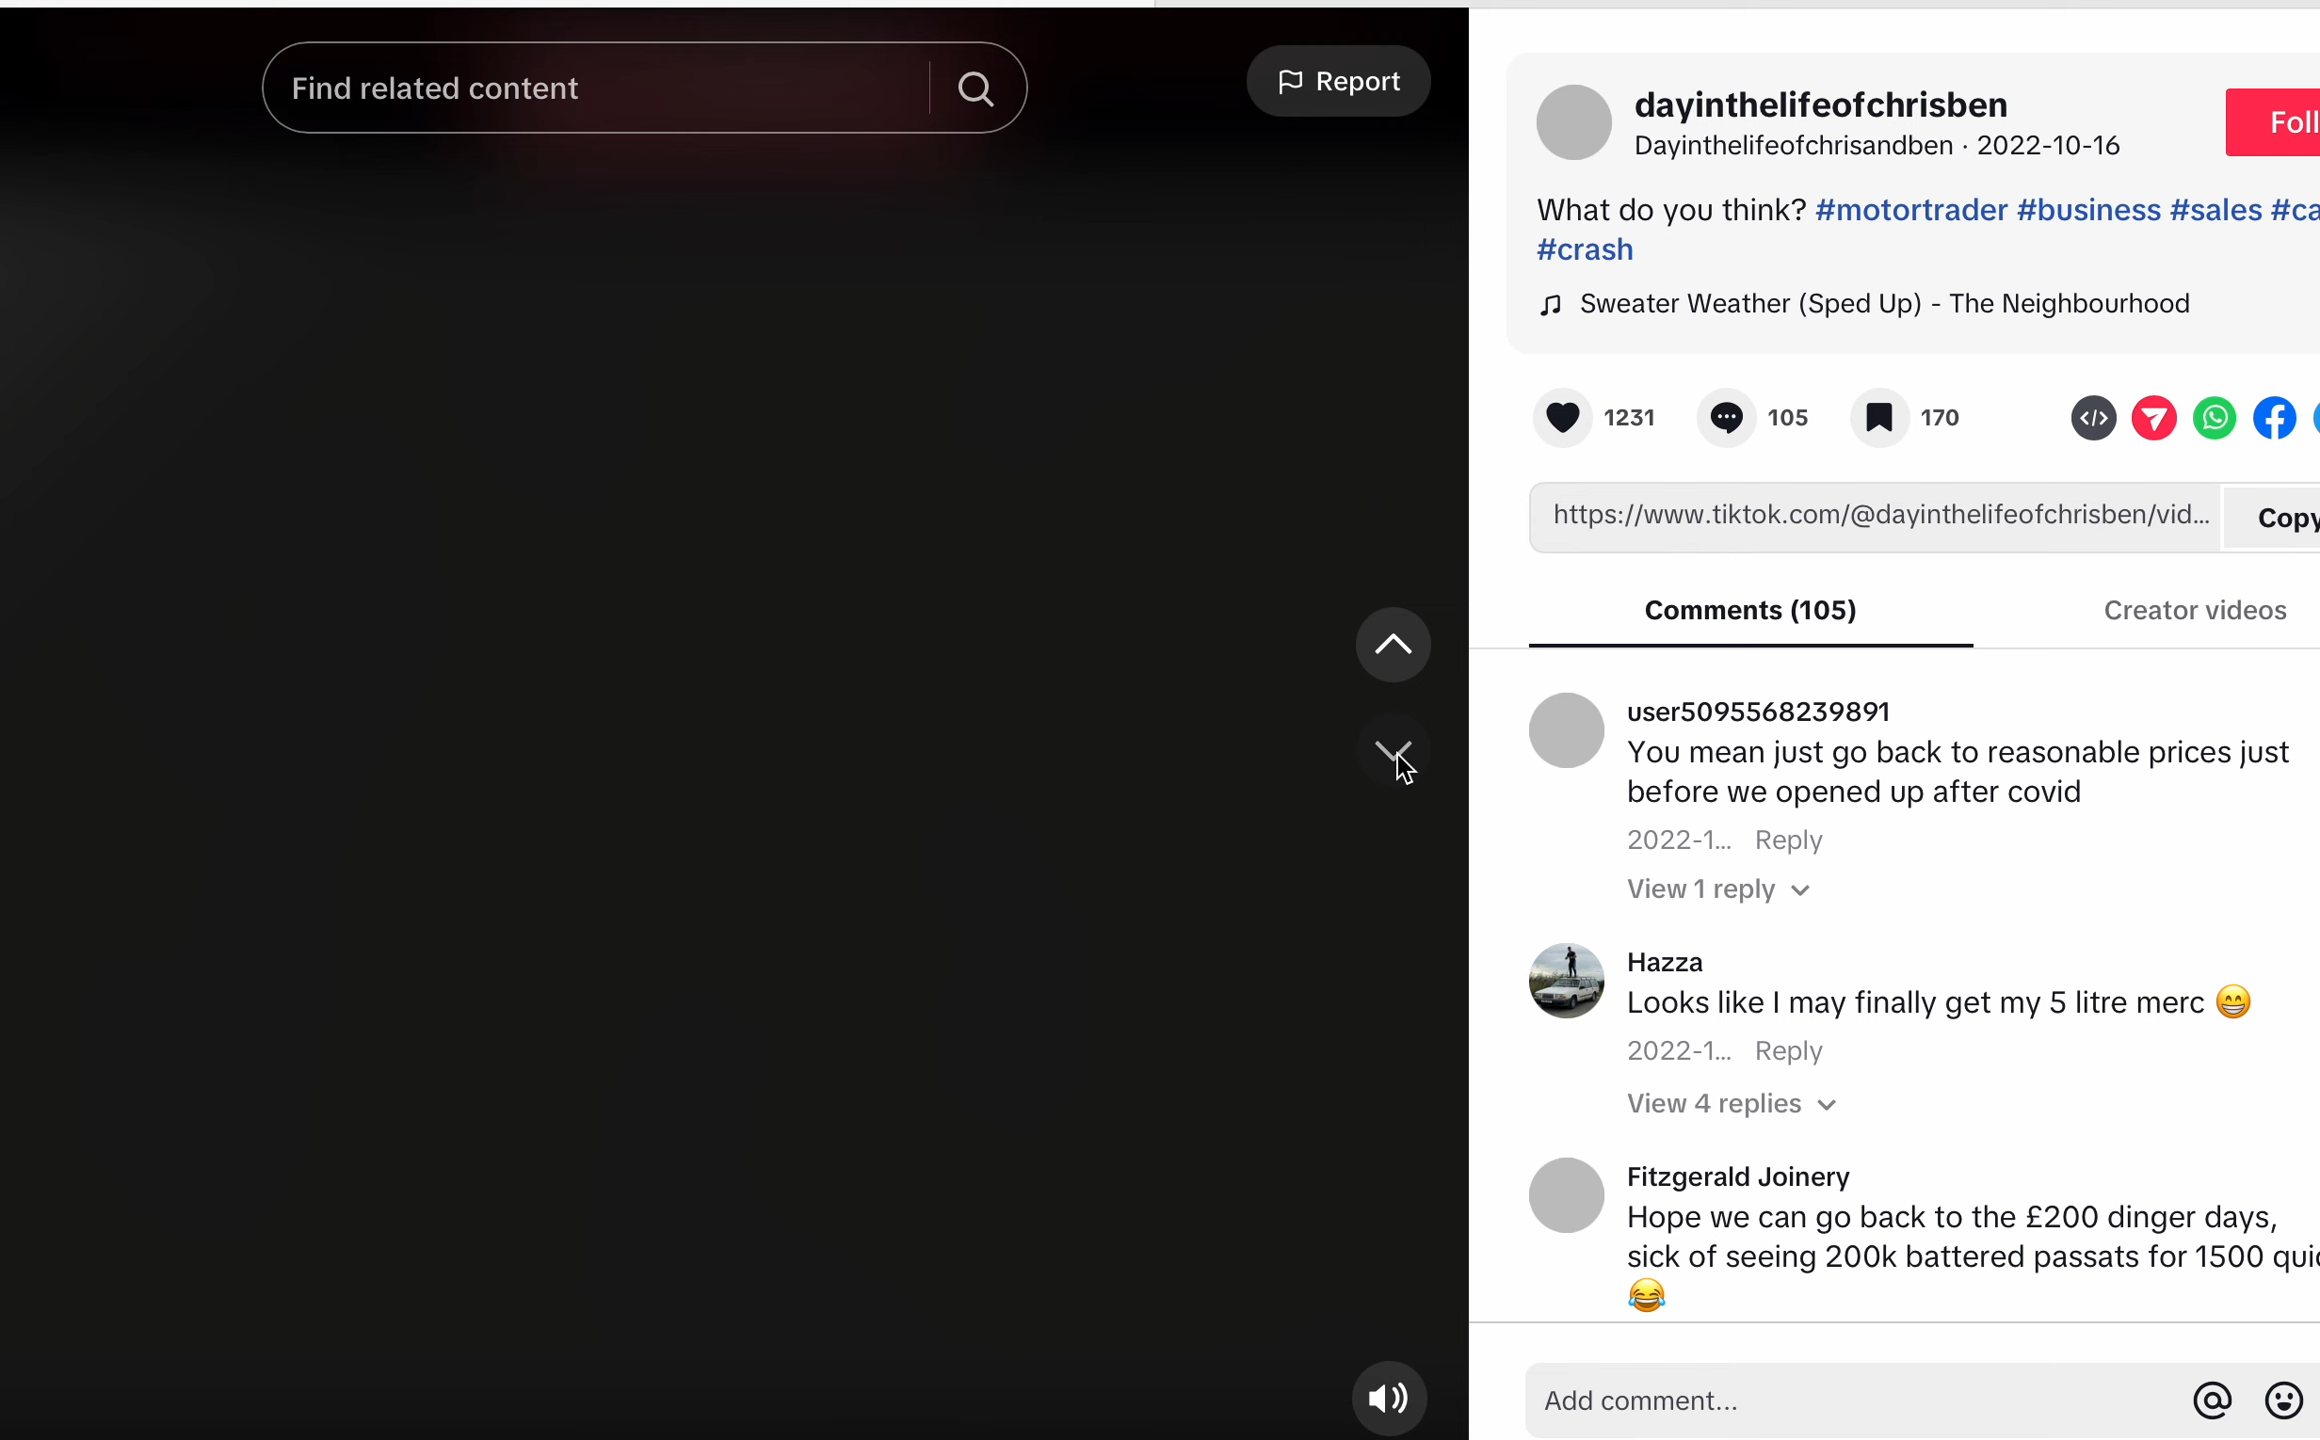 Find related content
Report
dayinthelifeofchrisben
Dayinthelifeofchrisandben · 2022-10-16
Foll
What do you think? #motortrader #business #sales #ca
#crash
Sweater Weather (Sped Up) - The Neighbourhood
1231
105
170
https://www.tiktok.com/@dayinthelifeofchrisben/vid...
Copy
Comments (105)
Creator videos
user5095568239891
You mean just go back to reasonable prices just
before we opened up after covid
2022-1... Reply
View 1 reply
Hazza
Looks like I may finally get my 5 litre merc 😁
2022-1... Reply
View 4 replies
Fitzgerald Joinery
Hope we can go back to the £200 dinger days,
sick of seeing 200k battered passats for 1500 quic
😂
Add comment...